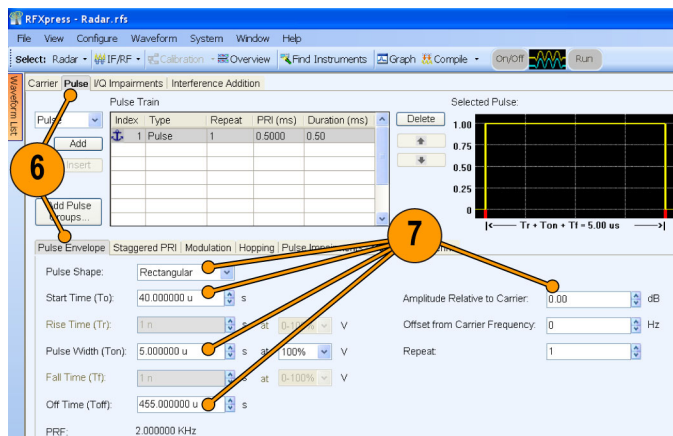 RFXpress - Radar.rfs
File View Configure Waveform System Window Help
Select: Radar IF/RF Calibration Overview Find Instruments Graph Compile On/Off Run
Waveform List
Carrier Pulse I/Q Impairments Interference Addition
Pulse Train
Selected Pulse:
Pulse
Add
Insert
Add Pulse Groups...
Index Type Repeat PRI (ms) Duration (ms)
1 Pulse 1 0.5000 0.50
Delete
1.00
0.75
0.50
0.25
0
|<—— Tr + Ton + Tf = 5.00 us ——>|
6
7
Pulse Envelope Staggered PRI Modulation Hopping Pulse
Pulse Shape: Rectangular
Start Time (To): 40.000000 u s
Amplitude Relative to Carrier: 0.00 dB
Rise Time (Tr): 1 n s at 0-100% V
Offset from Carrier Frequency: 0 Hz
Pulse Width (Ton): 5.000000 u s at 100% V
Repeat: 1
Fall Time (Tf): 1 n s at 0-100% V
Off Time (Toff): 455.000000 u s
PRF: 2.000000 KHz